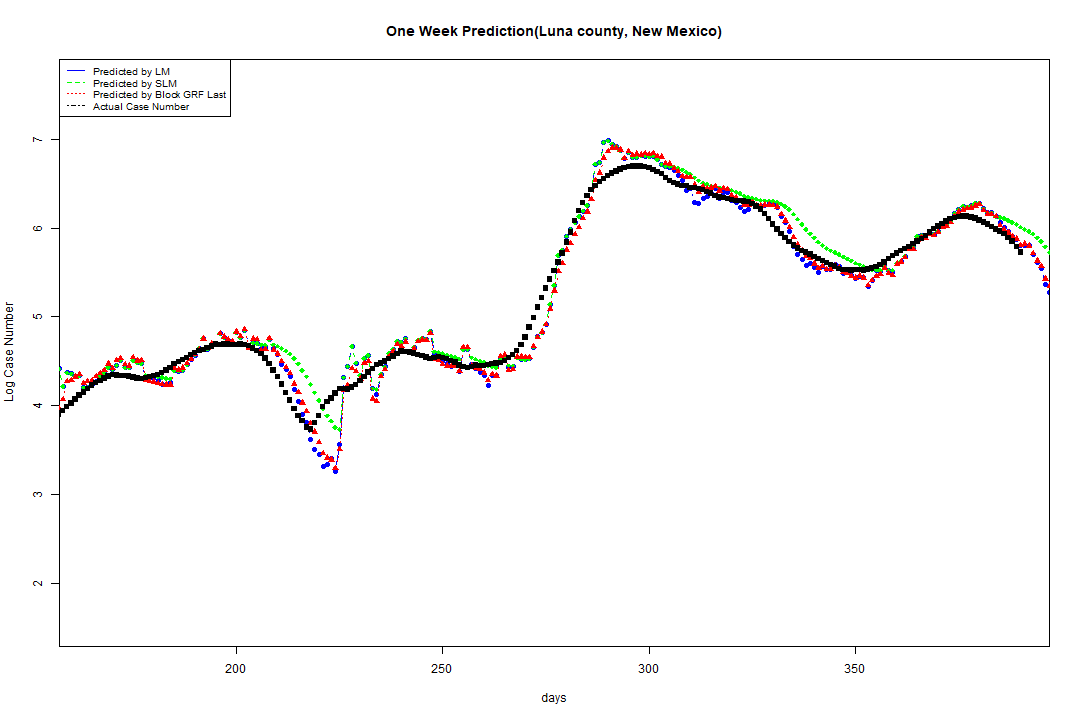 One Week Prediction(Luna county, New Mexico)
Predicted by LM
Predicted by SLM
Predicted by Block GRF Last
Actual Case Number
7
6
5
4
3
2
Log Case Number
200 250 300 350
days